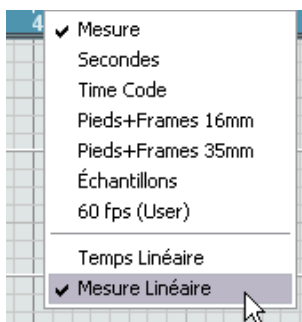 4
Mesure
Secondes
Time Code
Pieds+Frames 16mm
Pieds+Frames 35mm
Échantillons
60 fps (User)
Temps Linéaire
Mesure Linéaire